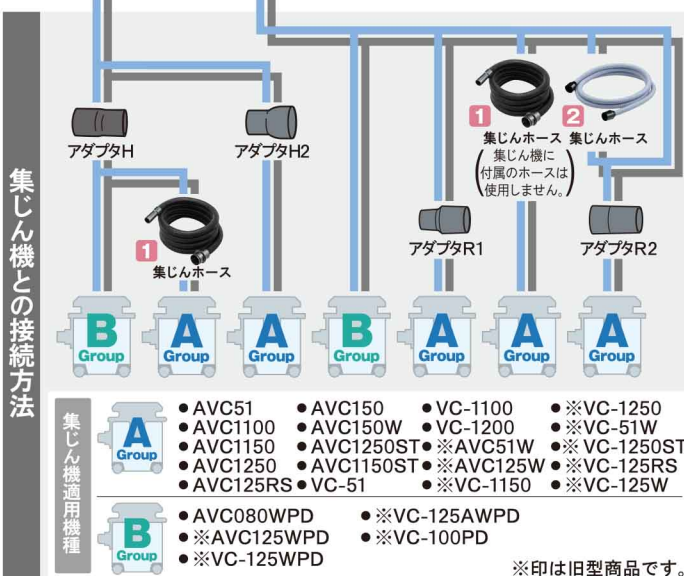 集じん機との接続方法
アダプタH
アダプタH2
1
集じんホース
2
集じんホース
(集じん機に
付属のホースは
使用しません。)
1
集じんホース
アダプタR1
アダプタR2
B
Group
A
Group
A
Group
B
Group
A
Group
A
Group
A
Group
集じん機適用機種
A
Group
●AVC51 ●AVC150 ●VC-1100 ●※VC-1250
●AVC1100 ●AVC150W ●VC-1200 ●※VC-51W
●AVC1150 ●AVC1250ST ●※AVC51W ●※VC-1250ST
●AVC1250 ●AVC1150ST ●※AVC125W ●※VC-125RS
●AVC125RS ●VC-51 ●※VC-1150 ●※VC-125W
B
Group
●AVC080WPD ●※VC-125AWPD
●※AVC125WPD ●※VC-100PD
●※VC-125WPD
※印は旧型商品です。